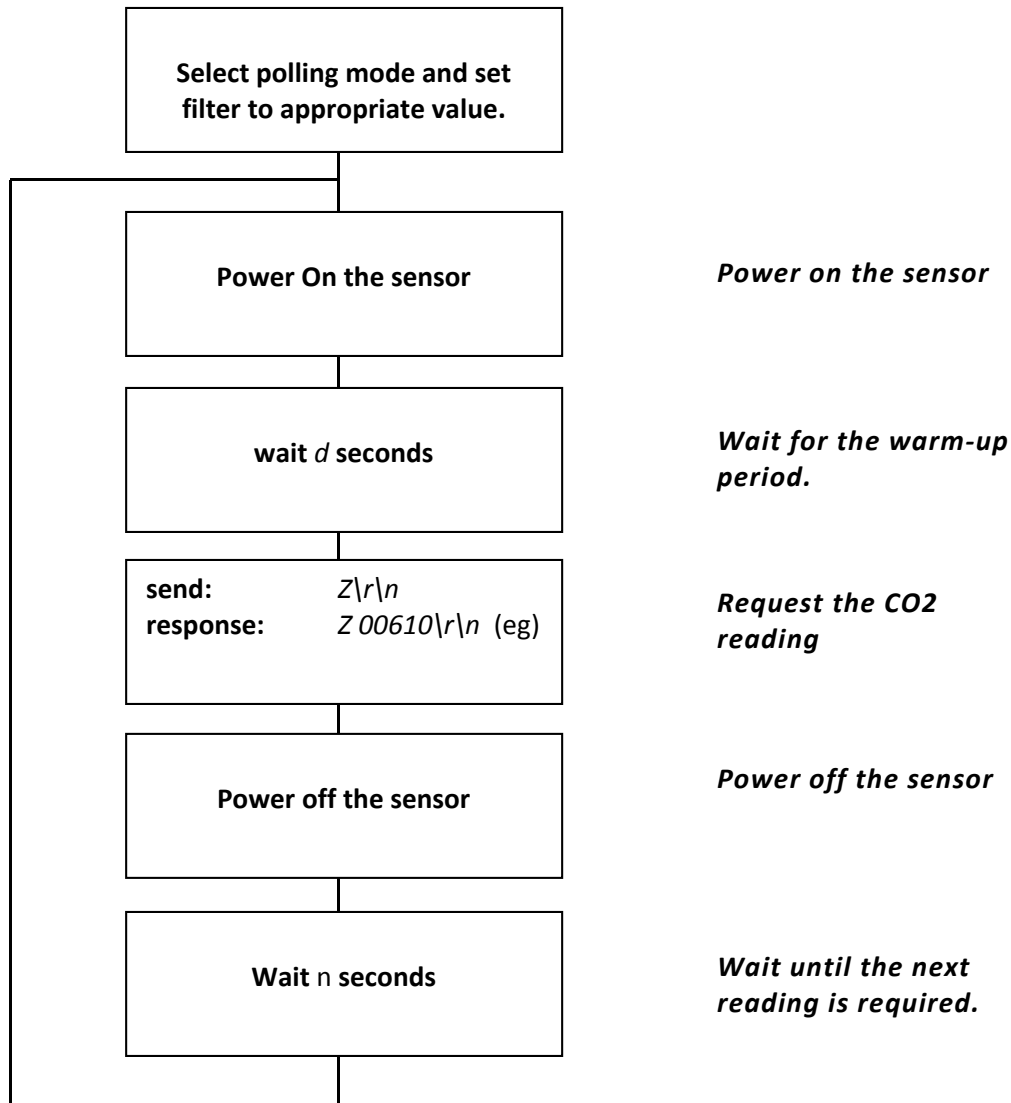 Select polling mode and set
filter to appropriate value.
Power On the sensor
Power on the sensor
wait d seconds
Wait for the warm-up
period.
send: Z\r\n
response: Z 00610\r\n (eg)
Request the CO2
reading
Power off the sensor
Power off the sensor
Wait n seconds
Wait until the next
reading is required.